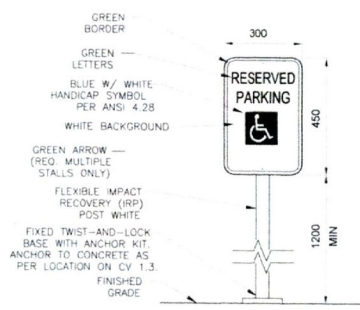 GREEN
BORDER
300
GREEN
LETTERS
RESERVED
PARKING
BLUE W/ WHITE
HANDICAP SYMBOL
PER ANSI 4.28
450
WHITE BACKGROUND
GREEN ARROW
(REQ. MULTIPLE
STALLS ONLY)
FLEXIBLE IMPACT
RECOVERY (IRP)
POST WHITE
1200
MIN
FIXED TWIST-AND-LOCK
BASE WITH ANCHOR KIT.
ANCHOR TO CONCRETE AS
PER LOCATION ON CV 1.3.
FINISHED
GRADE